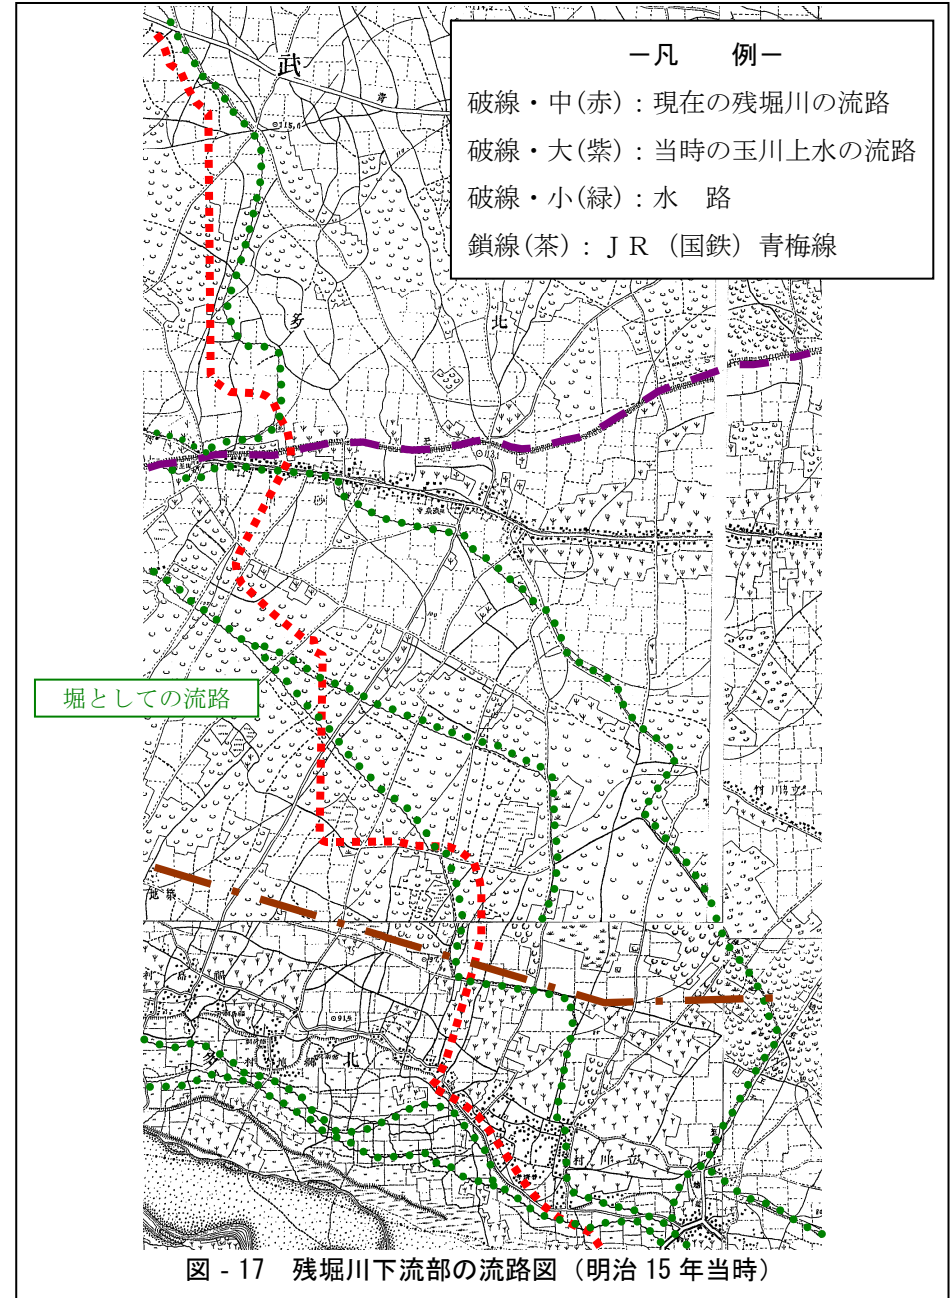 －凡　例－
破線・中(赤)：現在の残堀川の流路
破線・大(紫)：当時の玉川上水の流路
破線・小(緑)：水　路
鎖線(茶)：ＪＲ（国鉄）青梅線
武
多
北
堀としての流路
村川立
多
北
村川立
図 - 17　残堀川下流部の流路図（明治 15 年当時）